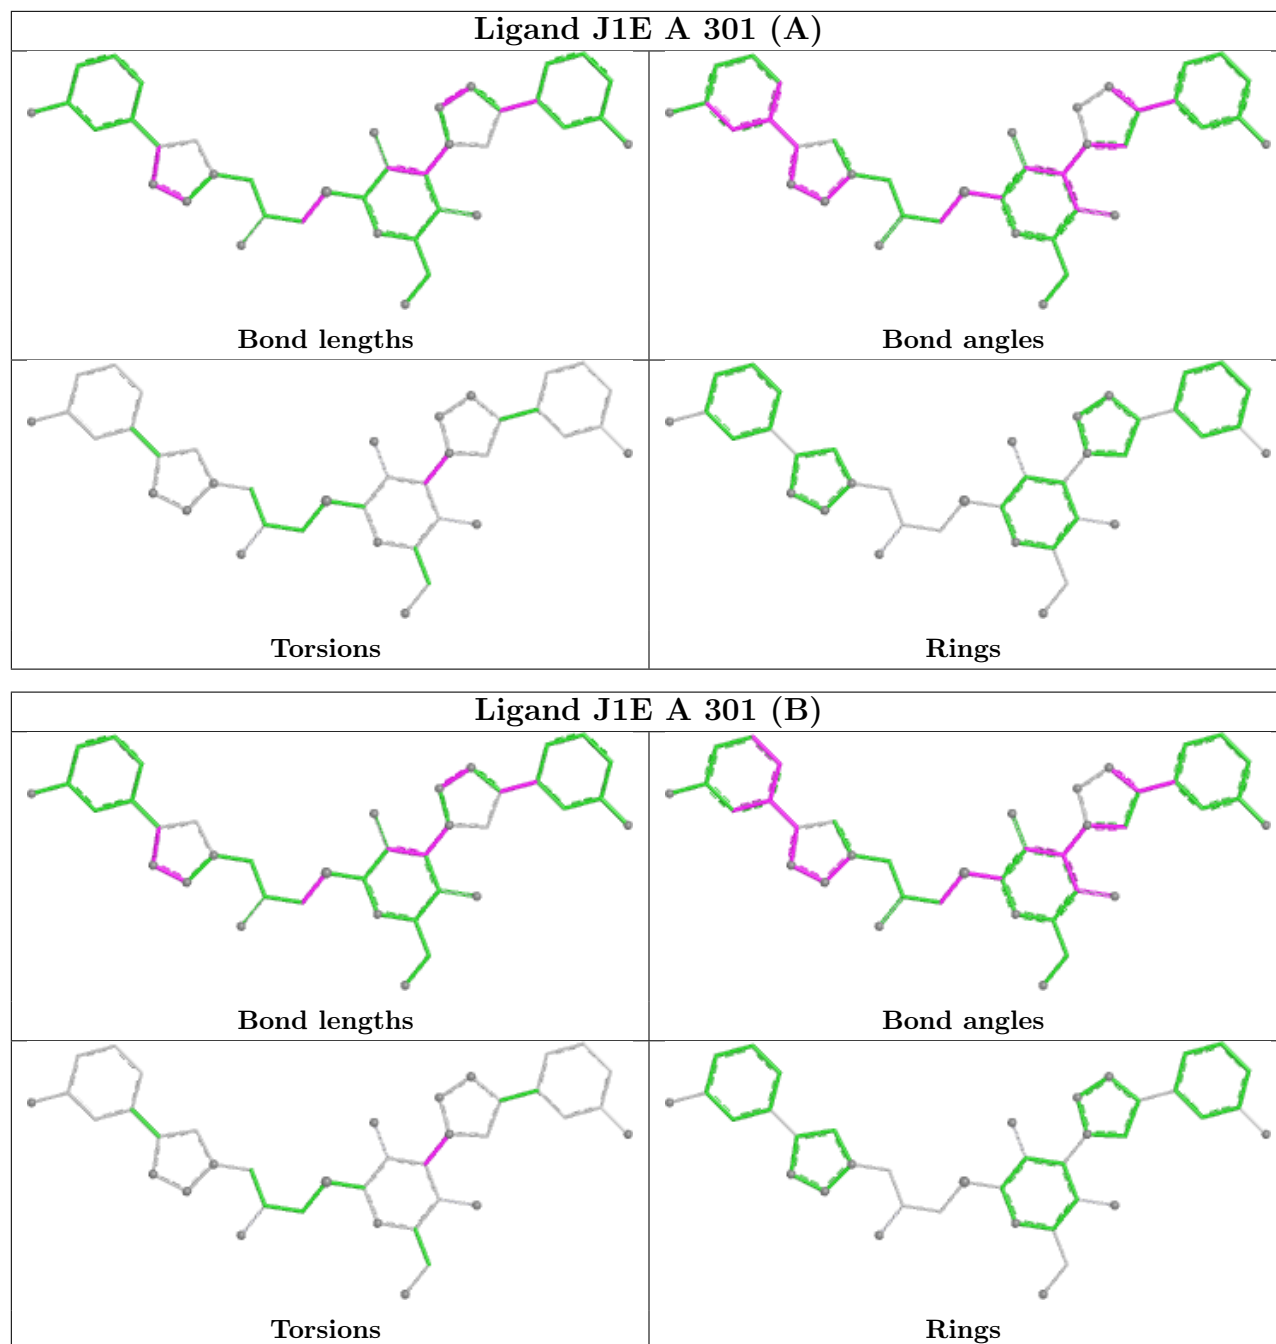 Ligand J1E A 301 (A)
Bond lengths
Bond angles
Torsions
Rings
Ligand J1E A 301 (B)
Bond lengths
Bond angles
Torsions
Rings